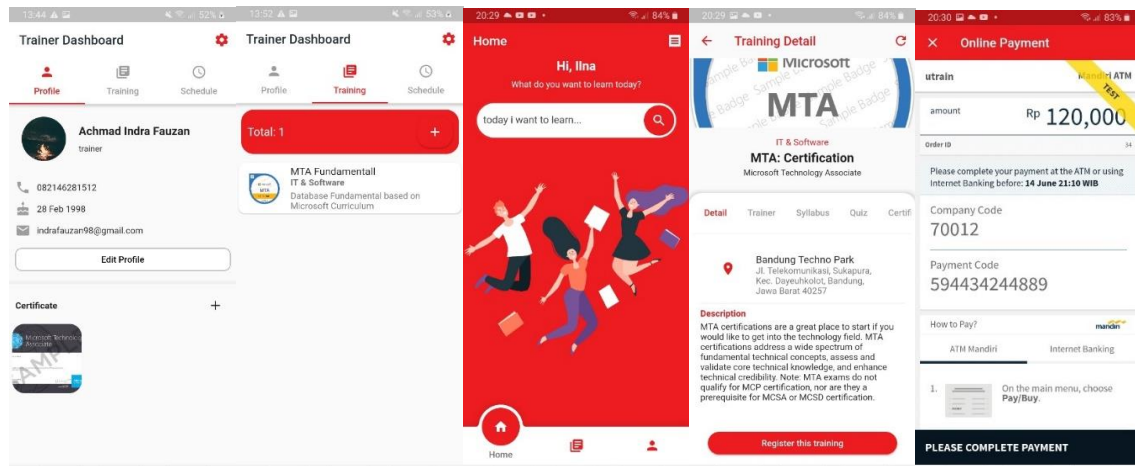 13:44 52%
Trainer Dashboard
Profile Training Schedule
Achmad Indra Fauzan
trainer
082146281512
28 Feb 1998
indrafauzan98@gmail.com
Edit Profile
Certificate +
Microsoft Technology
Associate
13:52 53%
Trainer Dashboard
Profile Training Schedule
Total: 1 +
MTA Fundamentall
IT & Software
Database Fundamental based on
Microsoft Curriculum
20:29 84%
Home
Hi, IIna
What do you want to learn today?
today i want to learn...
Home
20:29 84%
Training Detail
Microsoft
MTA
Sample Badge Sample Badge
IT & Software
MTA: Certification
Microsoft Technology Associate
Detail Trainer Syllabus Quiz Certifi
Bandung Techno Park
Jl. Telekomunikasi, Sukapura,
Kec. Dayeuhkolot, Bandung,
Jawa Barat 40257
Description
MTA certifications are a great place to start if you
would like to get into the technology field. MTA
certifications address a wide spectrum of
fundamental technical concepts, assess and
validate core technical knowledge, and enhance
technical credibility. Note: MTA exams do not
qualify for MCP certification, nor are they a
prerequisite for MCSA or MCSD certification.
Register this training
20:30 83%
Online Payment
utrain Mandiri ATM
TEST
amount Rp 120,000
Order ID 34
Please complete your payment at the ATM or using
Internet Banking before: 14 June 21:10 WIB
Company Code
70012
Payment Code
594434244889
How to Pay? mandiri
ATM Mandiri Internet Banking
1. On the main menu, choose
Pay/Buy.
PLEASE COMPLETE PAYMENT